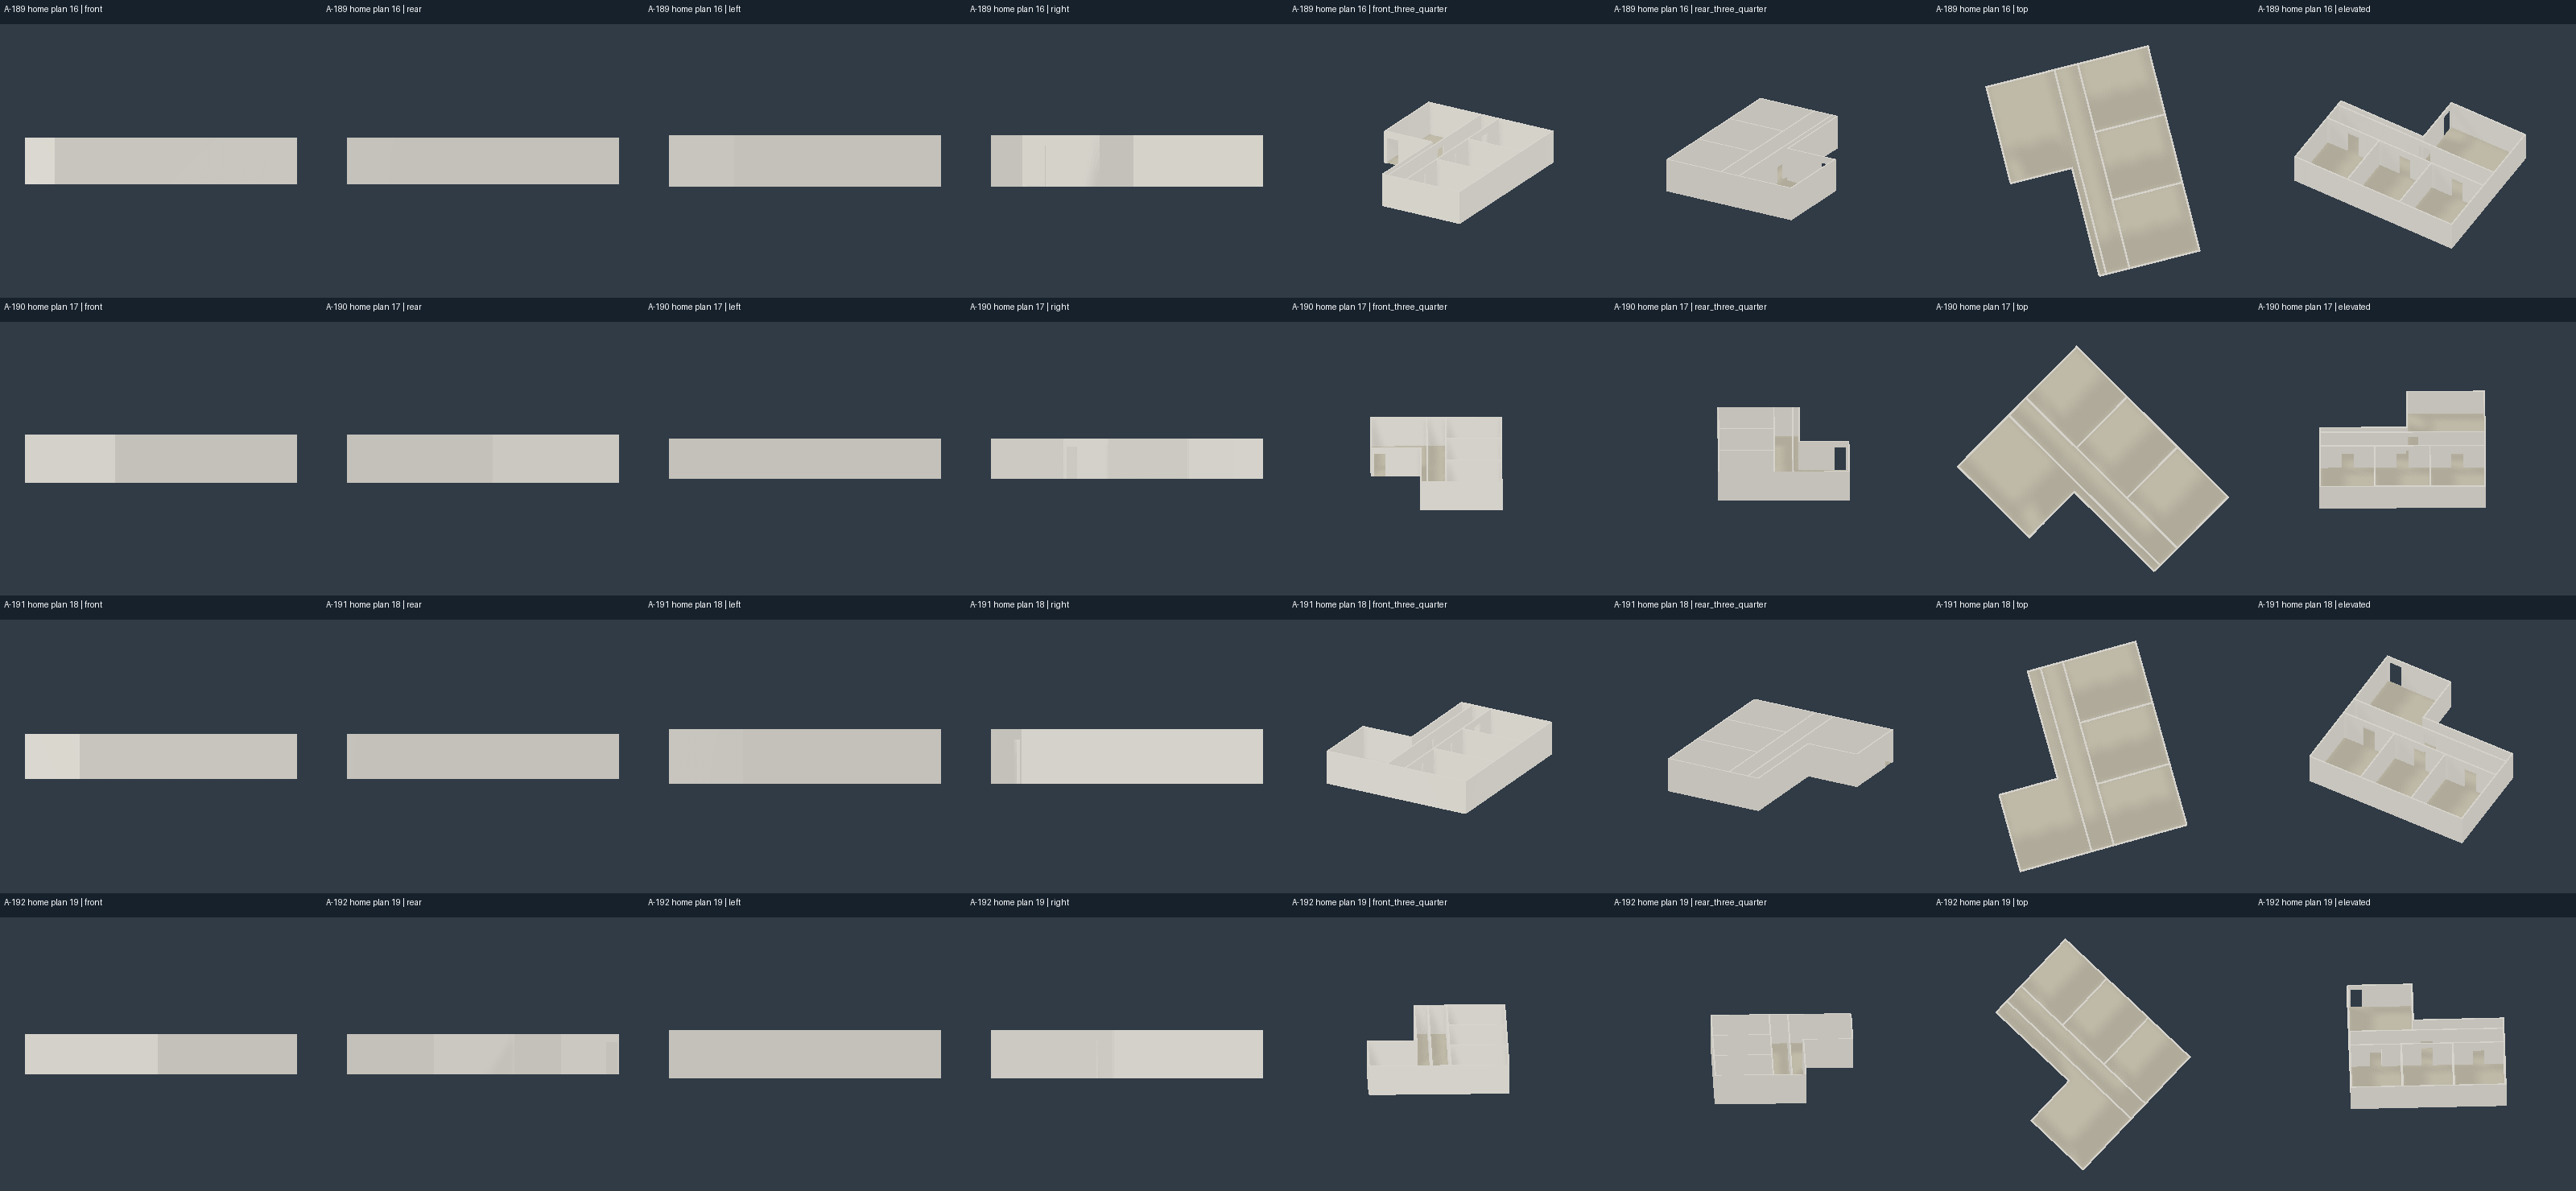 A-189 home plan 16 | front
A-189 home plan 16 | rear
A-189 home plan 16 | left
A-189 home plan 16 | right
A-189 home plan 16 | front_three_quarter
A-189 home plan 16 | rear_three_quarter
A-189 home plan 16 | top
A-189 home plan 16 | elevated
A-190 home plan 17 | front
A-190 home plan 17 | rear
A-190 home plan 17 | left
A-190 home plan 17 | right
A-190 home plan 17 | front_three_quarter
A-190 home plan 17 | rear_three_quarter
A-190 home plan 17 | top
A-190 home plan 17 | elevated
A-191 home plan 18 | front
A-191 home plan 18 | rear
A-191 home plan 18 | left
A-191 home plan 18 | right
A-191 home plan 18 | front_three_quarter
A-191 home plan 18 | rear_three_quarter
A-191 home plan 18 | top
A-191 home plan 18 | elevated
A-192 home plan 19 | front
A-192 home plan 19 | rear
A-192 home plan 19 | left
A-192 home plan 19 | right
A-192 home plan 19 | front_three_quarter
A-192 home plan 19 | rear_three_quarter
A-192 home plan 19 | top
A-192 home plan 19 | elevated